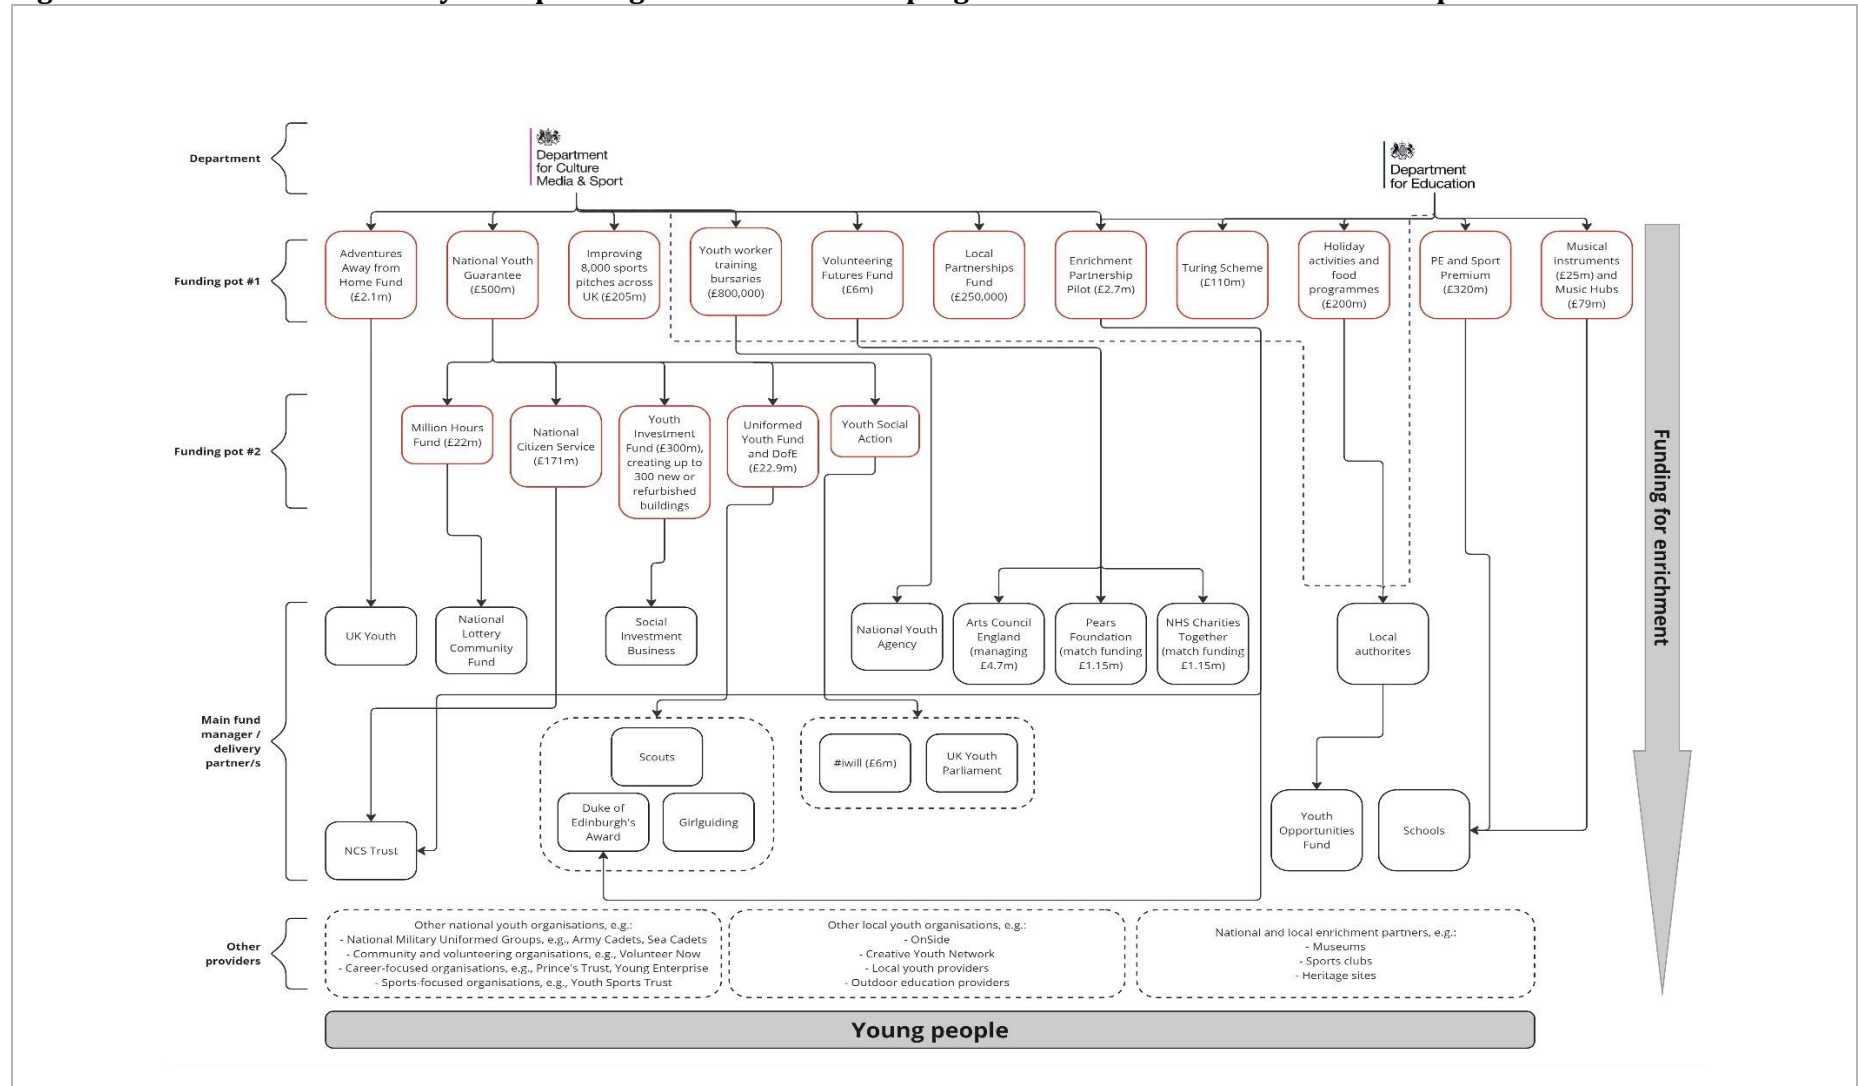 Department
Department
for Culture
Media & Sport
Department
for Education
Funding pot #1
Adventures
Away from
Home Fund
(£2.1m)
National Youth
Guarantee
(£500m)
Improving
8,000 sports
pitches across
UK (£205m)
Youth worker
training
bursaries
(£800,000)
Volunteering
Futures Fund
(£6m)
Local
Partnerships
Fund
(£250,000)
Enrichment
Partnership
Pilot (£2.7m)
Turing Scheme
(£110m)
Holiday
activities and
food
programmes
(£200m)
PE and Sport
Premium
(£320m)
Musical
instruments
(£25m) and
Music Hubs
(£79m)
Funding pot #2
Million Hours
Fund (£22m)
National
Citizen Service
(£171m)
Youth
Investment
Fund (£300m),
creating up to
300 new or
refurbished
buildings
Uniformed
Youth Fund
and DofE
(£22.9m)
Youth Social
Action
Funding for enrichment
Main fund
manager /
delivery
partner/s
UK Youth
National
Lottery
Community
Fund
Social
Investment
Business
National Youth
Agency
Arts Council
England
(managing
£4.7m)
Pears
Foundation
(match funding
£1.15m)
NHS Charities
Together
(match funding
£1.15m)
Local
authorites
Scouts
Duke of
Edinburgh's
Award
Girlguiding
#iwill (£6m)
UK Youth
Parliament
NCS Trust
Youth
Opportunities
Fund
Schools
Other
providers
Other national youth organisations, e.g.:
- National Military Uniformed Groups, e.g., Army Cadets, Sea Cadets
- Community and volunteering organisations, e.g., Volunteer Now
- Career-focused organisations, e.g., Prince's Trust, Young Enterprise
- Sports-focused organisations, e.g., Youth Sports Trust
Other local youth organisations, e.g.:
- OnSide
- Creative Youth Network
- Local youth providers
- Outdoor education providers
National and local enrichment partners, e.g.:
- Museums
- Sports clubs
- Heritage sites
Young people